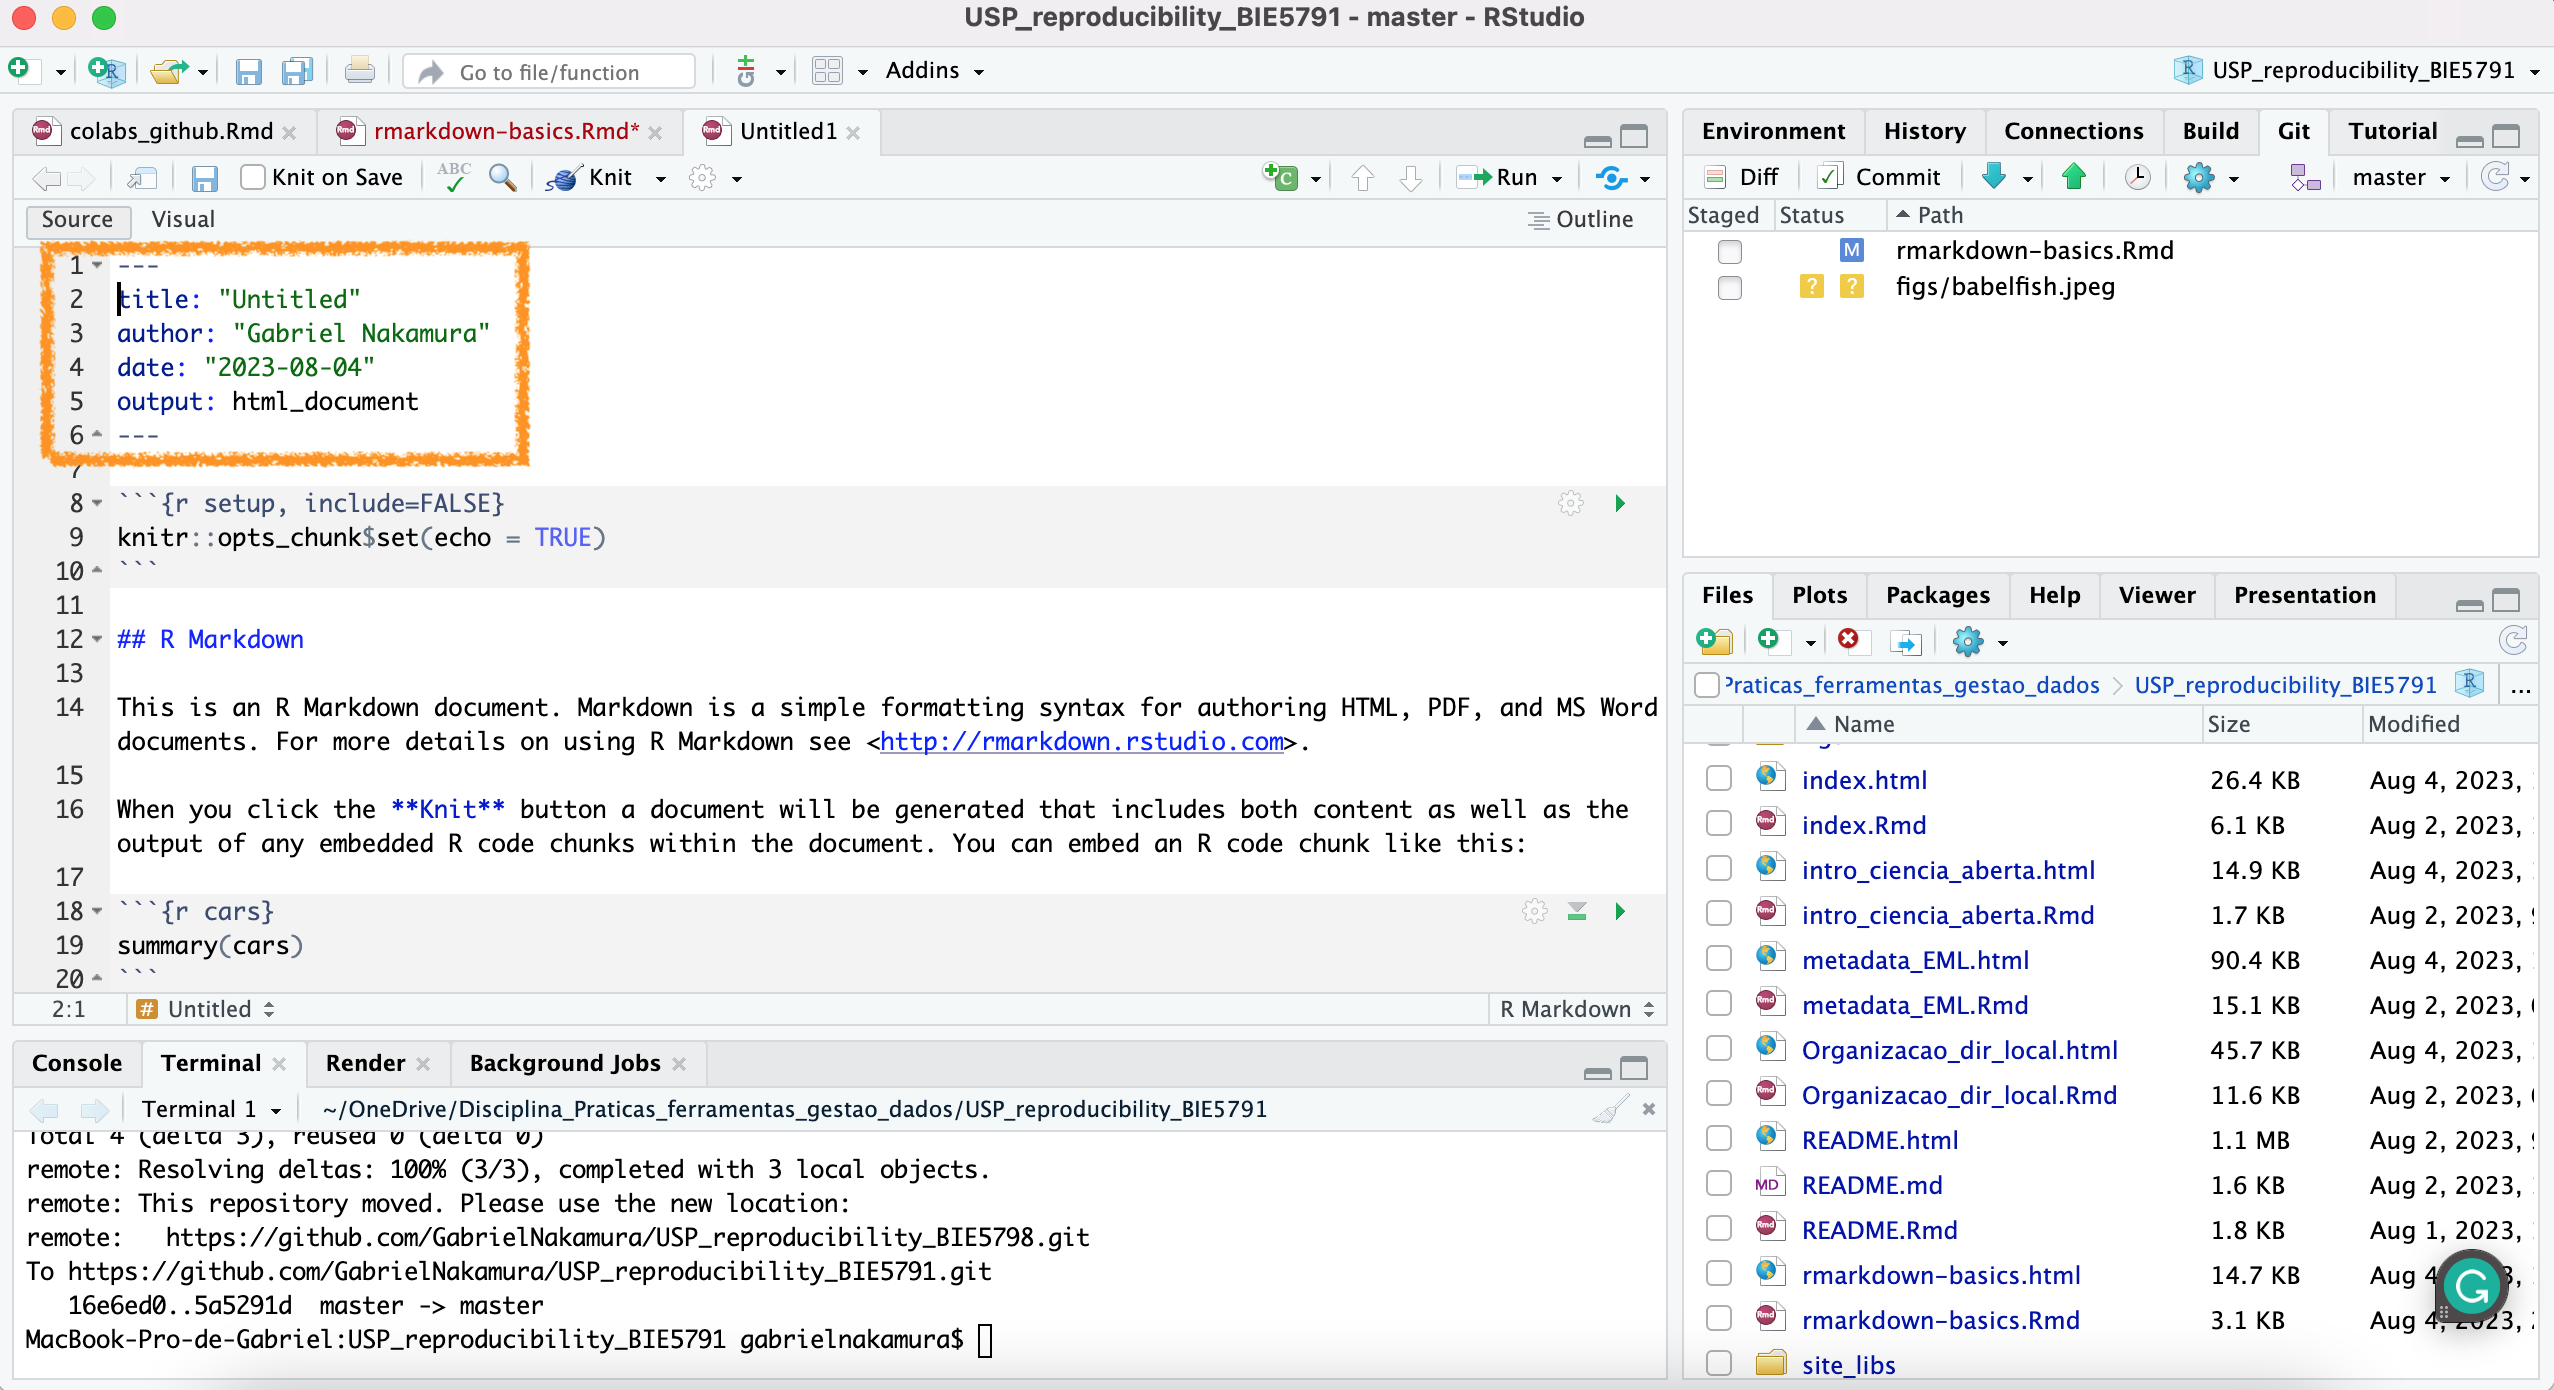 USP_reproducibility_BIE5791 - master - RStudio
Go to file/function
Addins
USP_reproducibility_BIE5791
colabs_github.Rmd
rmarkdown-basics.Rmd*
Untitled1
Knit on Save
ABC
Knit
Run
Source
Visual
Outline
1 ---
2 title: "Untitled"
3 author: "Gabriel Nakamura"
4 date: "2023-08-04"
5 output: html_document
6 ---
7
8 ```{r setup, include=FALSE}
9 knitr::opts_chunk$set(echo = TRUE)
10 ```
11
12 ## R Markdown
13
14 This is an R Markdown document. Markdown is a simple formatting syntax for authoring HTML, PDF, and MS Word
documents. For more details on using R Markdown see <http://rmarkdown.rstudio.com>.
15
16 When you click the **Knit** button a document will be generated that includes both content as well as the
output of any embedded R code chunks within the document. You can embed an R code chunk like this:
17
18 ```{r cars}
19 summary(cars)
20 ```
2:1
# Untitled
R Markdown
Console
Terminal
Render
Background Jobs
Terminal 1
~/OneDrive/Disciplina_Praticas_ferramentas_gestao_dados/USP_reproducibility_BIE5791
Total 4 (delta 3), reused 0 (delta 0)
remote: Resolving deltas: 100% (3/3), completed with 3 local objects.
remote: This repository moved. Please use the new location:
remote:   https://github.com/GabrielNakamura/USP_reproducibility_BIE5798.git
To https://github.com/GabrielNakamura/USP_reproducibility_BIE5791.git
   16e6ed0..5a5291d  master -> master
MacBook-Pro-de-Gabriel:USP_reproducibility_BIE5791 gabrielnakamura$
Environment
History
Connections
Build
Git
Tutorial
Diff
Commit
master
Staged Status Path
M rmarkdown-basics.Rmd
? ? figs/babelfish.jpeg
Files
Plots
Packages
Help
Viewer
Presentation
Praticas_ferramentas_gestao_dados > USP_reproducibility_BIE5791 ...
Name Size Modified
index.html 26.4 KB Aug 4, 2023,
index.Rmd 6.1 KB Aug 2, 2023,
intro_ciencia_aberta.html 14.9 KB Aug 4, 2023,
intro_ciencia_aberta.Rmd 1.7 KB Aug 2, 2023,
metadata_EML.html 90.4 KB Aug 4, 2023,
metadata_EML.Rmd 15.1 KB Aug 2, 2023,
Organizacao_dir_local.html 45.7 KB Aug 4, 2023,
Organizacao_dir_local.Rmd 11.6 KB Aug 2, 2023,
README.html 1.1 MB Aug 2, 2023,
MD README.md 1.6 KB Aug 2, 2023,
README.Rmd 1.8 KB Aug 1, 2023,
rmarkdown-basics.html 14.7 KB Aug 4
rmarkdown-basics.Rmd 3.1 KB Aug 4, 2023,
site_libs